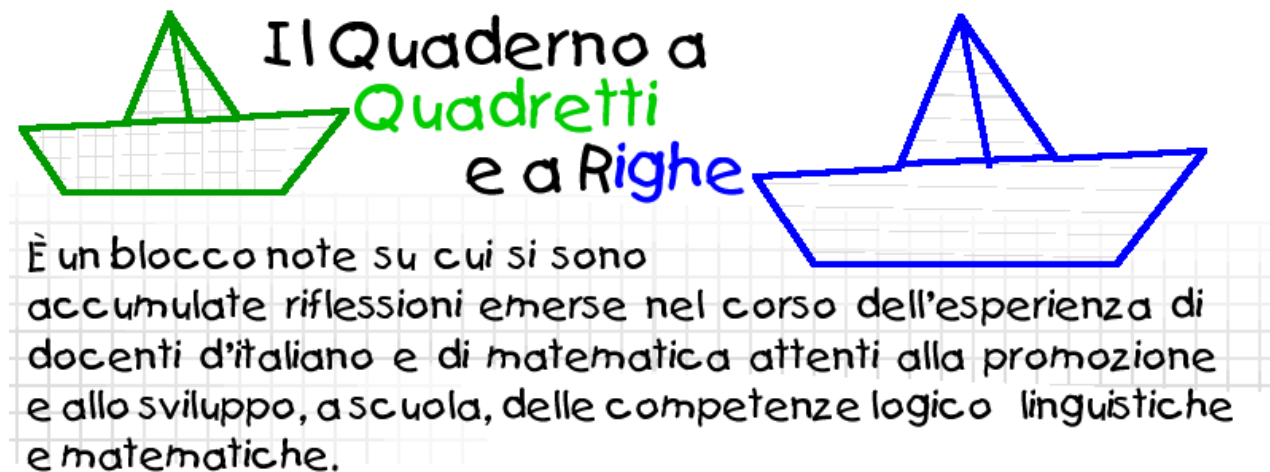 Il Quaderno a
Quadretti
e a Righe
È un blocco note su cui si sono
accumulate riflessioni emerse nel corso dell'esperienza di
docenti d'italiano e di matematica attenti alla promozione
e allo sviluppo, a scuola, delle competenze logico linguistiche
e matematiche.